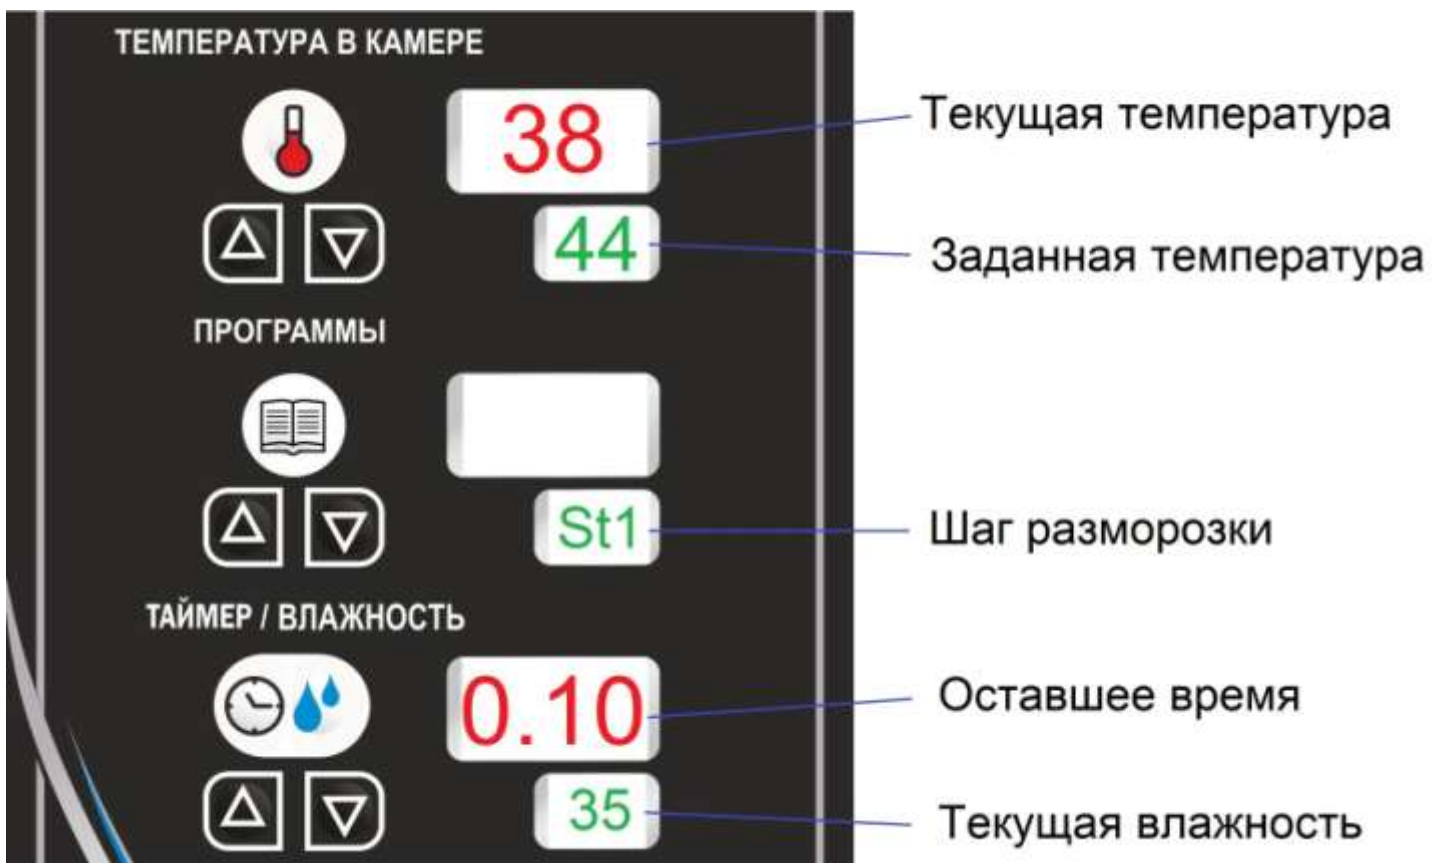 ТЕМПЕРАТУРА В КАМЕРЕ
38
Текущая температура
44
Заданная температура
ПРОГРАММЫ
St1
Шаг разморозки
ТАЙМЕР / ВЛАЖНОСТЬ
0.10
Оставшее время
35
Текущая влажность